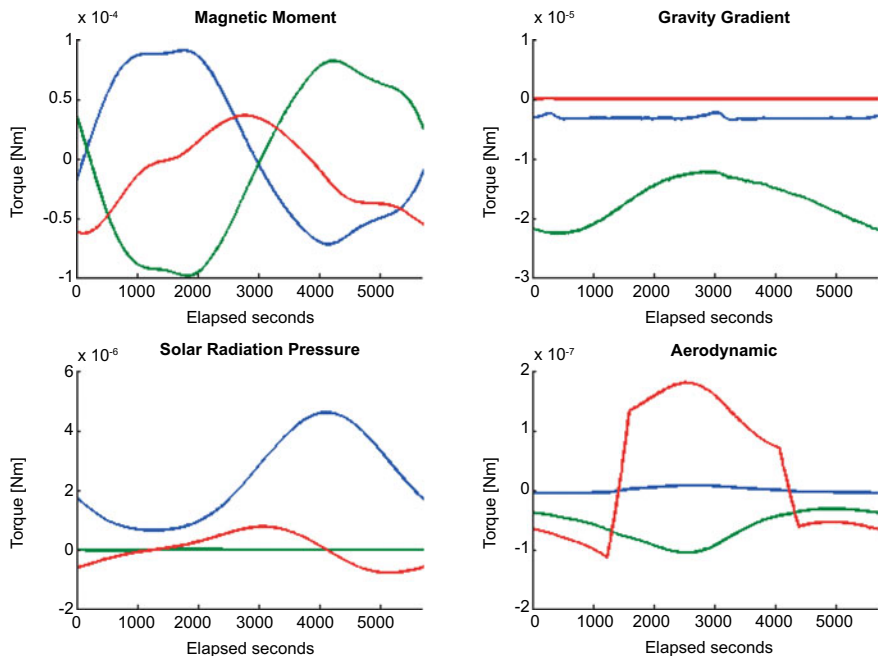 Magnetic Moment
x 10-4
1
0.5
0
-0.5
-1
Torque [Nm]
0 1000 2000 3000 4000 5000
Elapsed seconds
Gravity Gradient
x 10-5
1
0
-1
-2
-3
Torque [Nm]
0 1000 2000 3000 4000 5000
Elapsed seconds
Solar Radiation Pressure
x 10-6
6
4
2
0
-2
Torque [Nm]
0 1000 2000 3000 4000 5000
Elapsed seconds
Aerodynamic
x 10-7
2
1
0
-1
-2
Torque [Nm]
0 1000 2000 3000 4000 5000
Elapsed seconds